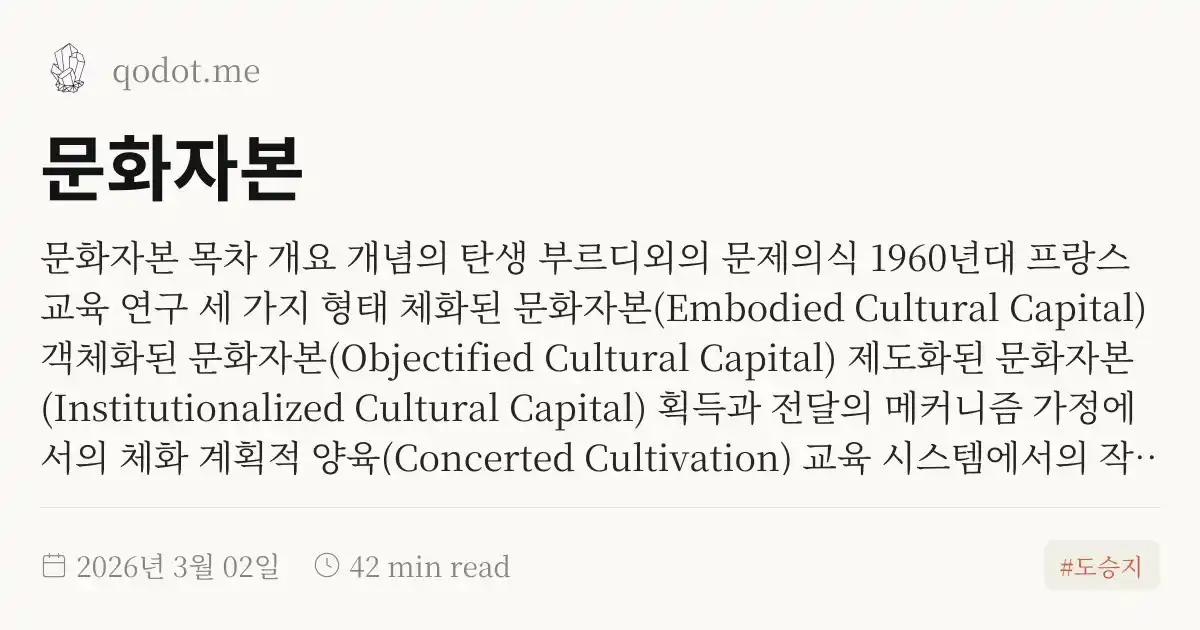 qodot.me
문화자본
문화자본 목차 개요 개념의 탄생 부르디외의 문제의식 1960년대 프랑스
교육 연구 세 가지 형태 체화된 문화자본(Embodied Cultural Capital)
객체화된 문화자본(Objectified Cultural Capital) 제도화된 문화자본
(Institutionalized Cultural Capital) 획득과 전달의 메커니즘 가정에
서의 체화 계획적 양육(Concerted Cultivation) 교육 시스템에서의 작…
2026년 3월 02일
42 min read
#도승지